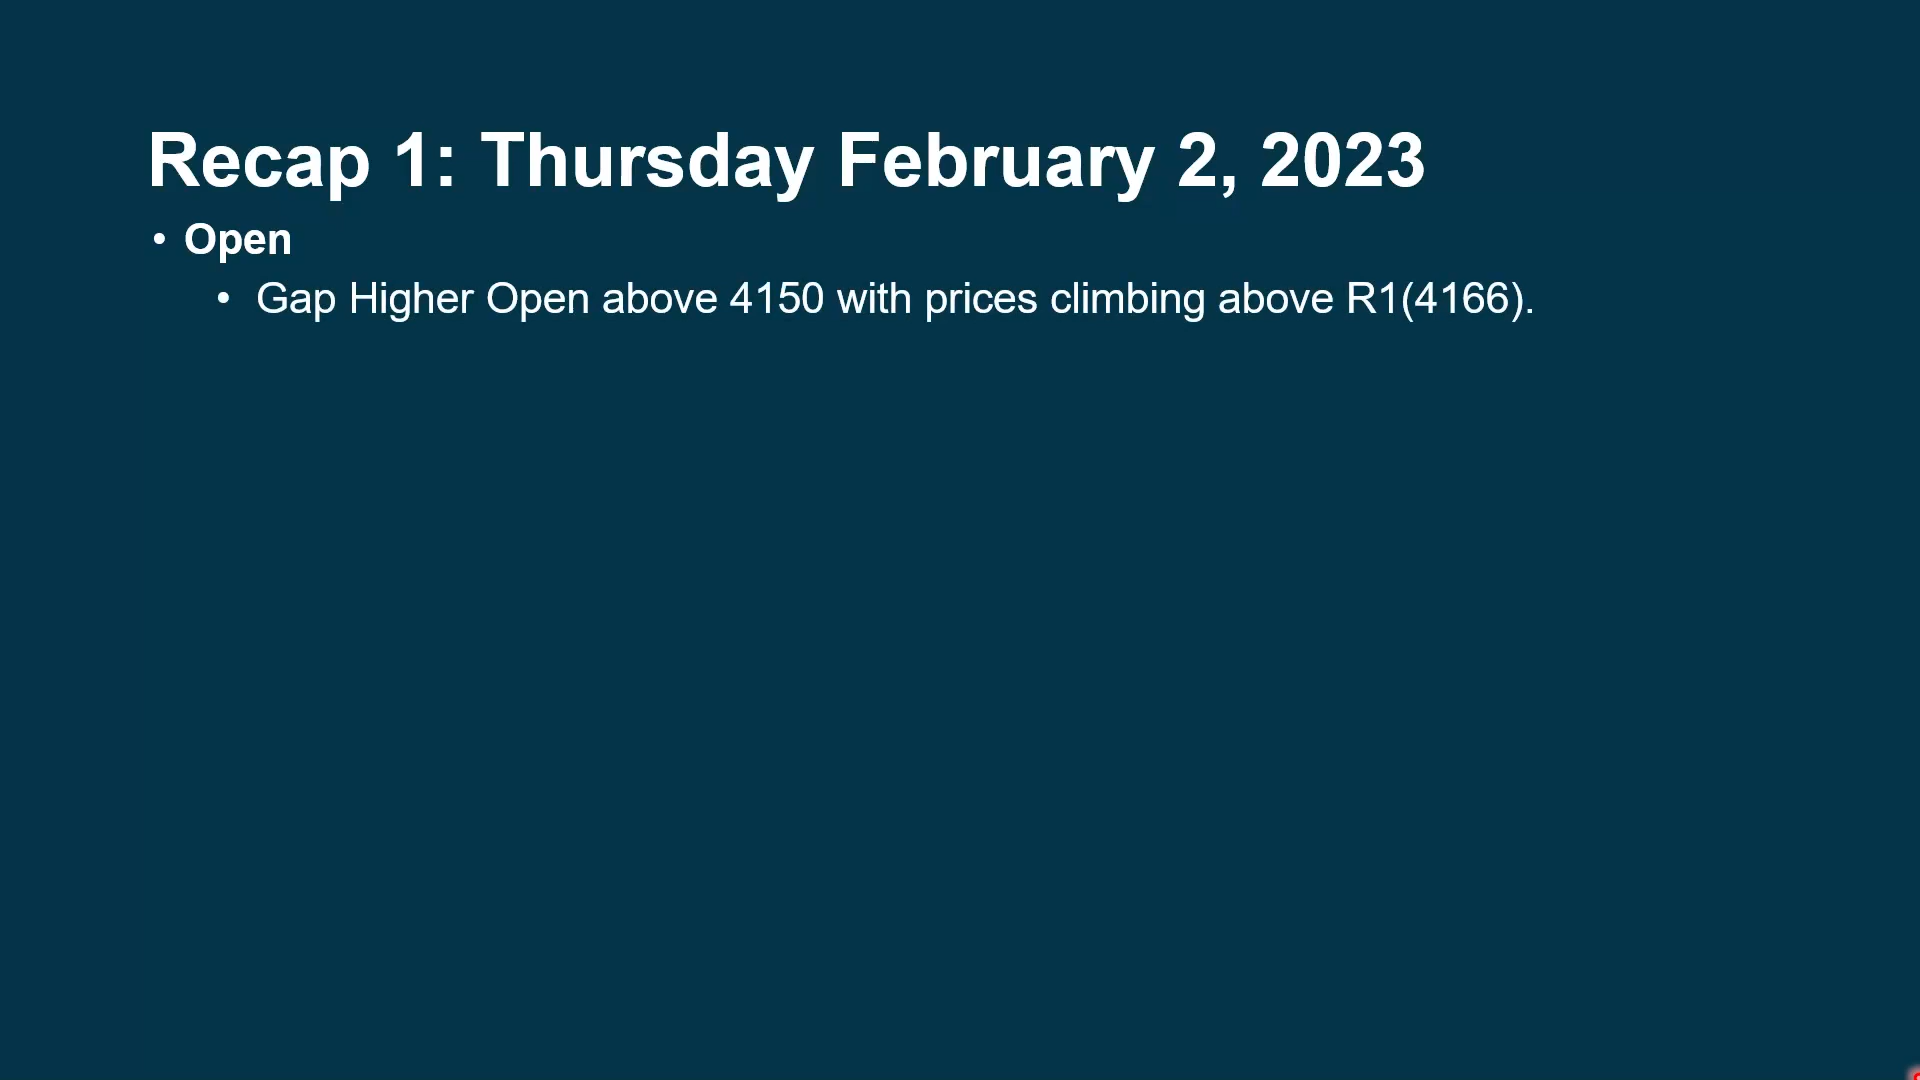 Recap 1: Thursday February 2, 2023
• Open
• Gap Higher Open above 4150 with prices climbing above R1(4166).